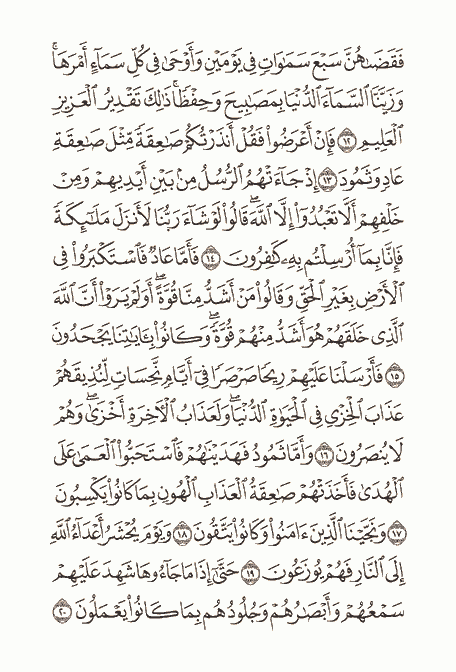 فَقَضَىٰهُنَّ سَبْعَ سَمَٰوَاتٍ فِى يَوْمَيْنِ وَأَوْحَىٰ فِى كُلِّ سَمَآءٍ أَمْرَهَا ۚ
وَزَيَّنَّا ٱلسَّمَآءَ ٱلدُّنْيَا بِمَصَٰبِيحَ وَحِفْظًا ۚ ذَٰلِكَ تَقْدِيرُ ٱلْعَزِيزِ
ٱلْعَلِيمِ ١٢ فَإِنْ أَعْرَضُوا۟ فَقُلْ أَنذَرْتُكُمْ صَٰعِقَةً مِّثْلَ صَٰعِقَةِ
عَادٍ وَثَمُودَ ١٣ إِذْ جَآءَتْهُمُ ٱلرُّسُلُ مِنۢ بَيْنِ أَيْدِيهِمْ وَمِنْ
خَلْفِهِمْ أَلَّا تَعْبُدُوٓا۟ إِلَّا ٱللَّهَ ۖ قَالُوا۟ لَوْ شَآءَ رَبُّنَا لَأَنزَلَ مَلَٰٓئِكَةً
فَإِنَّا بِمَآ أُرْسِلْتُم بِهِۦ كَٰفِرُونَ ١٤ فَأَمَّا عَادٌ فَٱسْتَكْبَرُوا۟ فِى
ٱلْأَرْضِ بِغَيْرِ ٱلْحَقِّ وَقَالُوا۟ مَنْ أَشَدُّ مِنَّا قُوَّةً ۖ أَوَلَمْ يَرَوْا۟ أَنَّ ٱللَّهَ
ٱلَّذِى خَلَقَهُمْ هُوَ أَشَدُّ مِنْهُمْ قُوَّةً ۖ وَكَانُوا۟ بِـَٔايَٰتِنَا يَجْحَدُونَ
١٥ فَأَرْسَلْنَا عَلَيْهِمْ رِيحًا صَرْصَرًا فِىٓ أَيَّامٍ نَّحِسَاتٍ لِّنُذِيقَهُمْ
عَذَابَ ٱلْخِزْىِ فِى ٱلْحَيَوٰةِ ٱلدُّنْيَا ۖ وَلَعَذَابُ ٱلْءَاخِرَةِ أَخْزَىٰ ۖ وَهُمْ
لَا يُنصَرُونَ ١٦ وَأَمَّا ثَمُودُ فَهَدَيْنَٰهُمْ فَٱسْتَحَبُّوا۟ ٱلْعَمَىٰ عَلَى
ٱلْهُدَىٰ فَأَخَذَتْهُمْ صَٰعِقَةُ ٱلْعَذَابِ ٱلْهُونِ بِمَا كَانُوا۟ يَكْسِبُونَ
١٧ وَنَجَّيْنَا ٱلَّذِينَ ءَامَنُوا۟ وَكَانُوا۟ يَتَّقُونَ ١٨ وَيَوْمَ يُحْشَرُ أَعْدَآءُ ٱللَّهِ
إِلَى ٱلنَّارِ فَهُمْ يُوزَعُونَ ١٩ حَتَّىٰٓ إِذَا مَا جَآءُوهَا شَهِدَ عَلَيْهِمْ
سَمْعُهُمْ وَأَبْصَٰرُهُمْ وَجُلُودُهُم بِمَا كَانُوا۟ يَعْمَلُونَ ٢٠